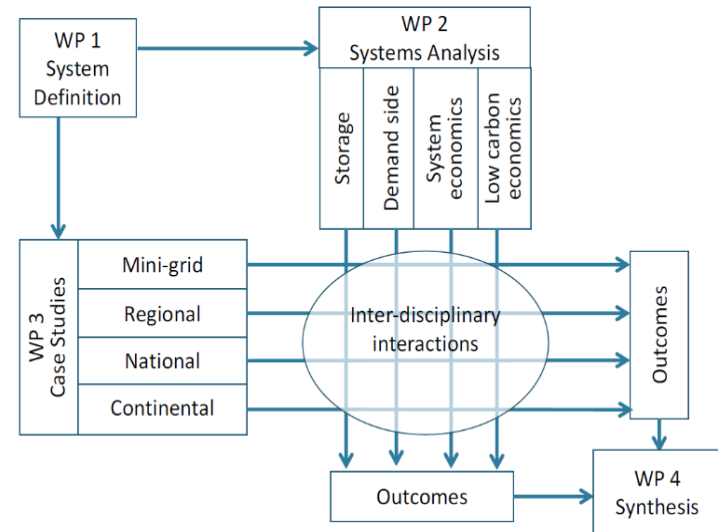 WP 1
System
Definition
WP 2
Systems Analysis
Storage
Demand side
System
economics
Low carbon
economics
WP 3
Case Studies
Mini-grid
Regional
National
Continental
Inter-disciplinary
interactions
Outcomes
Outcomes
WP 4
Synthesis